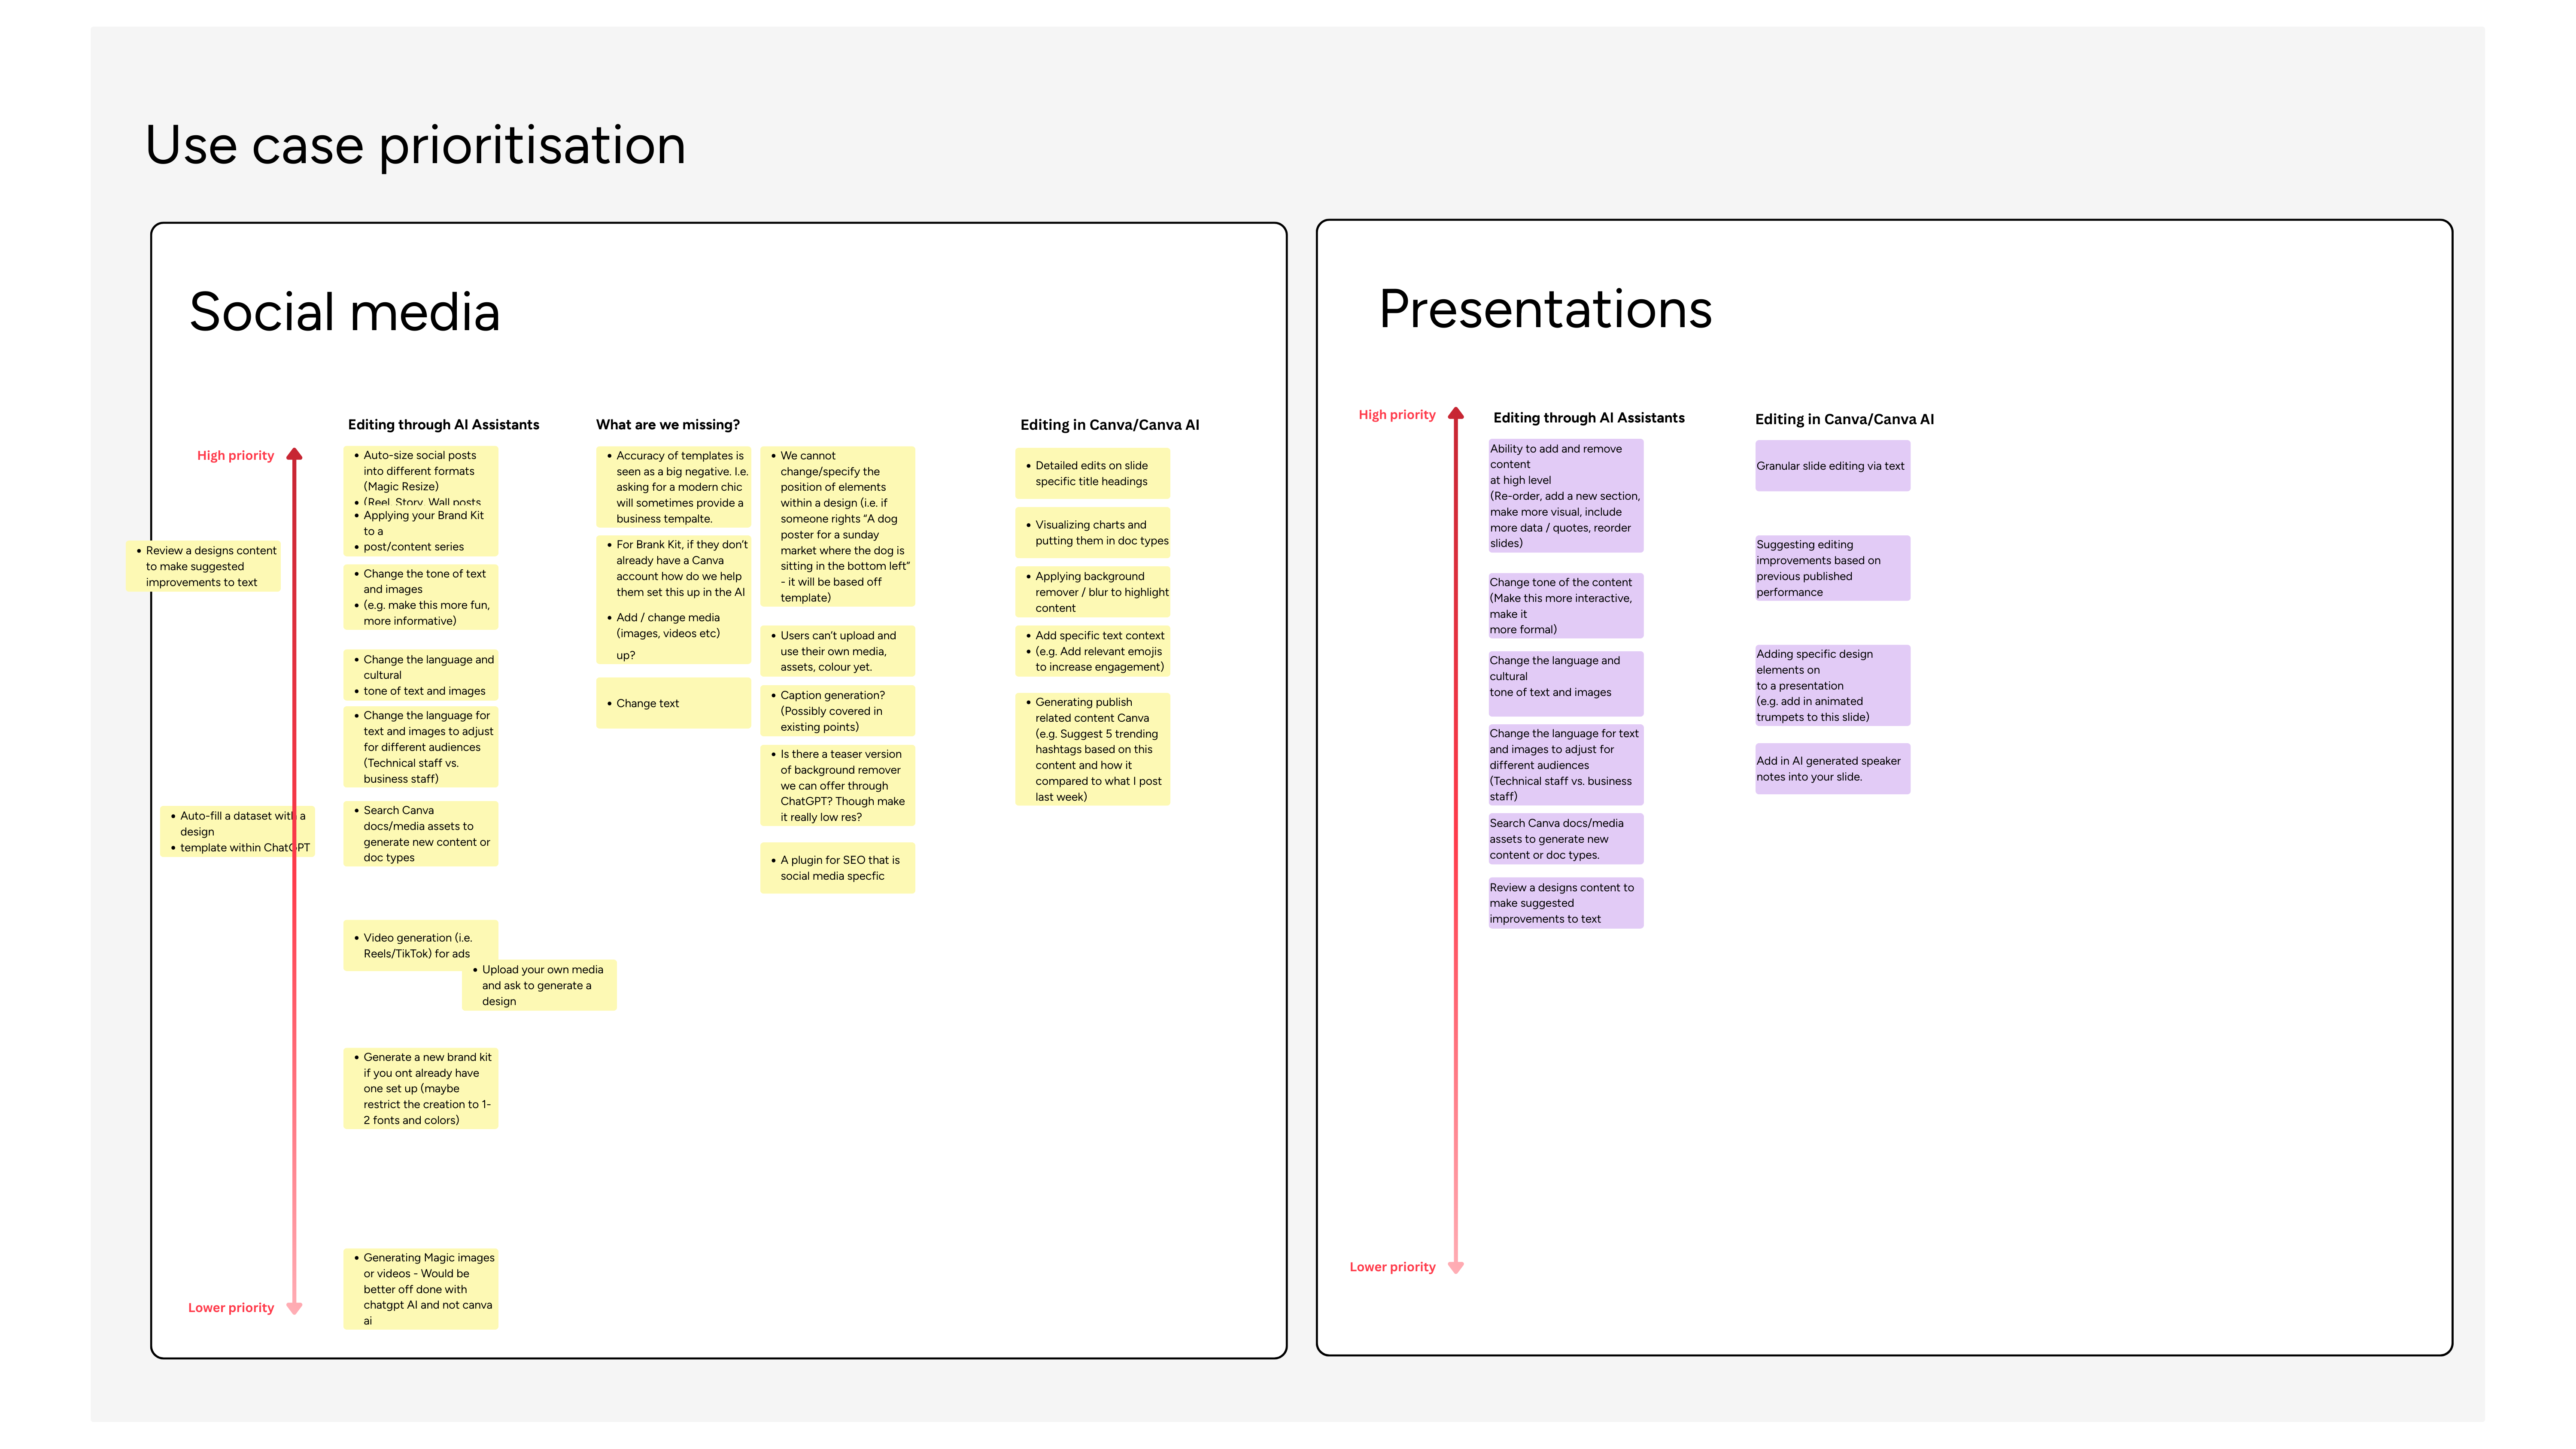 Use case prioritisation
Social media
High priority
Lower priority
• Review a designs content
to make suggested
improvements to text
• Auto-fill a dataset with a
design
• template within ChatGPT
Editing through AI Assistants
• Auto-size social posts
into different formats
(Magic Resize)
• (Reel, Story, Wall posts
• Applying your Brand Kit
to a
• post/content series
• Change the tone of text
and images
• (e.g. make this more fun,
more informative)
• Change the language and
cultural
• tone of text and images
• Change the language for
text and images to adjust
for different audiences
(Technical staff vs.
business staff)
• Search Canva
docs/media assets to
generate new content or
doc types
• Video generation (i.e.
Reels/TikTok) for ads
• Upload your own media
and ask to generate a
design
• Generate a new brand kit
if you ont already have
one set up (maybe
restrict the creation to 1-
2 fonts and colors)
• Generating Magic images
or videos - Would be
better off done with
chatgpt AI and not canva
ai
What are we missing?
• Accuracy of templates is
seen as a big negative. I.e.
asking for a modern chic
will sometimes provide a
business tempalte.
• For Brank Kit, if they don't
already have a Canva
account how do we help
them set this up in the AI
• Add / change media
(images, videos etc)
up?
• Change text
• We cannot
change/specify the
position of elements
within a design (i.e. if
someone rights “A dog
poster for a sunday
market where the dog is
sitting in the bottom left”
- it will be based off
template)
• Users can't upload and
use their own media,
assets, colour yet.
• Caption generation?
(Possibly covered in
existing points)
• Is there a teaser version
of background remover
we can offer through
ChatGPT? Though make
it really low res?
• A plugin for SEO that is
social media specfic
Editing in Canva/Canva AI
• Detailed edits on slide
specific title headings
• Visualizing charts and
putting them in doc types
• Applying background
remover / blur to highlight
content
• Add specific text context
• (e.g. Add relevant emojis
to increase engagement)
• Generating publish
related content Canva
(e.g. Suggest 5 trending
hashtags based on this
content and how it
compared to what I post
last week)
Presentations
High priority
Lower priority
Editing through AI Assistants
Ability to add and remove
content
at high level
(Re-order, add a new section,
make more visual, include
more data / quotes, reorder
slides)
Change tone of the content
(Make this more interactive,
make it
more formal)
Change the language and
cultural
tone of text and images
Change the language for text
and images to adjust for
different audiences
(Technical staff vs. business
staff)
Search Canva docs/media
assets to generate new
content or doc types.
Review a designs content to
make suggested
improvements to text
Editing in Canva/Canva AI
Granular slide editing via text
Suggesting editing
improvements based on
previous published
performance
Adding specific design
elements on
to a presentation
(e.g. add in animated
trumpets to this slide)
Add in AI generated speaker
notes into your slide.